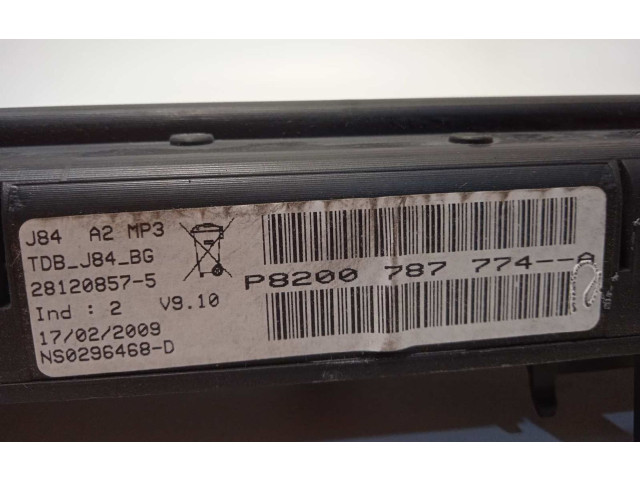 J84 A2 MP3
TDB_J84_BG
28120857-5
Ind : 2 V9.10
17/02/2009
NS0296468-D
P8200 787 774--A